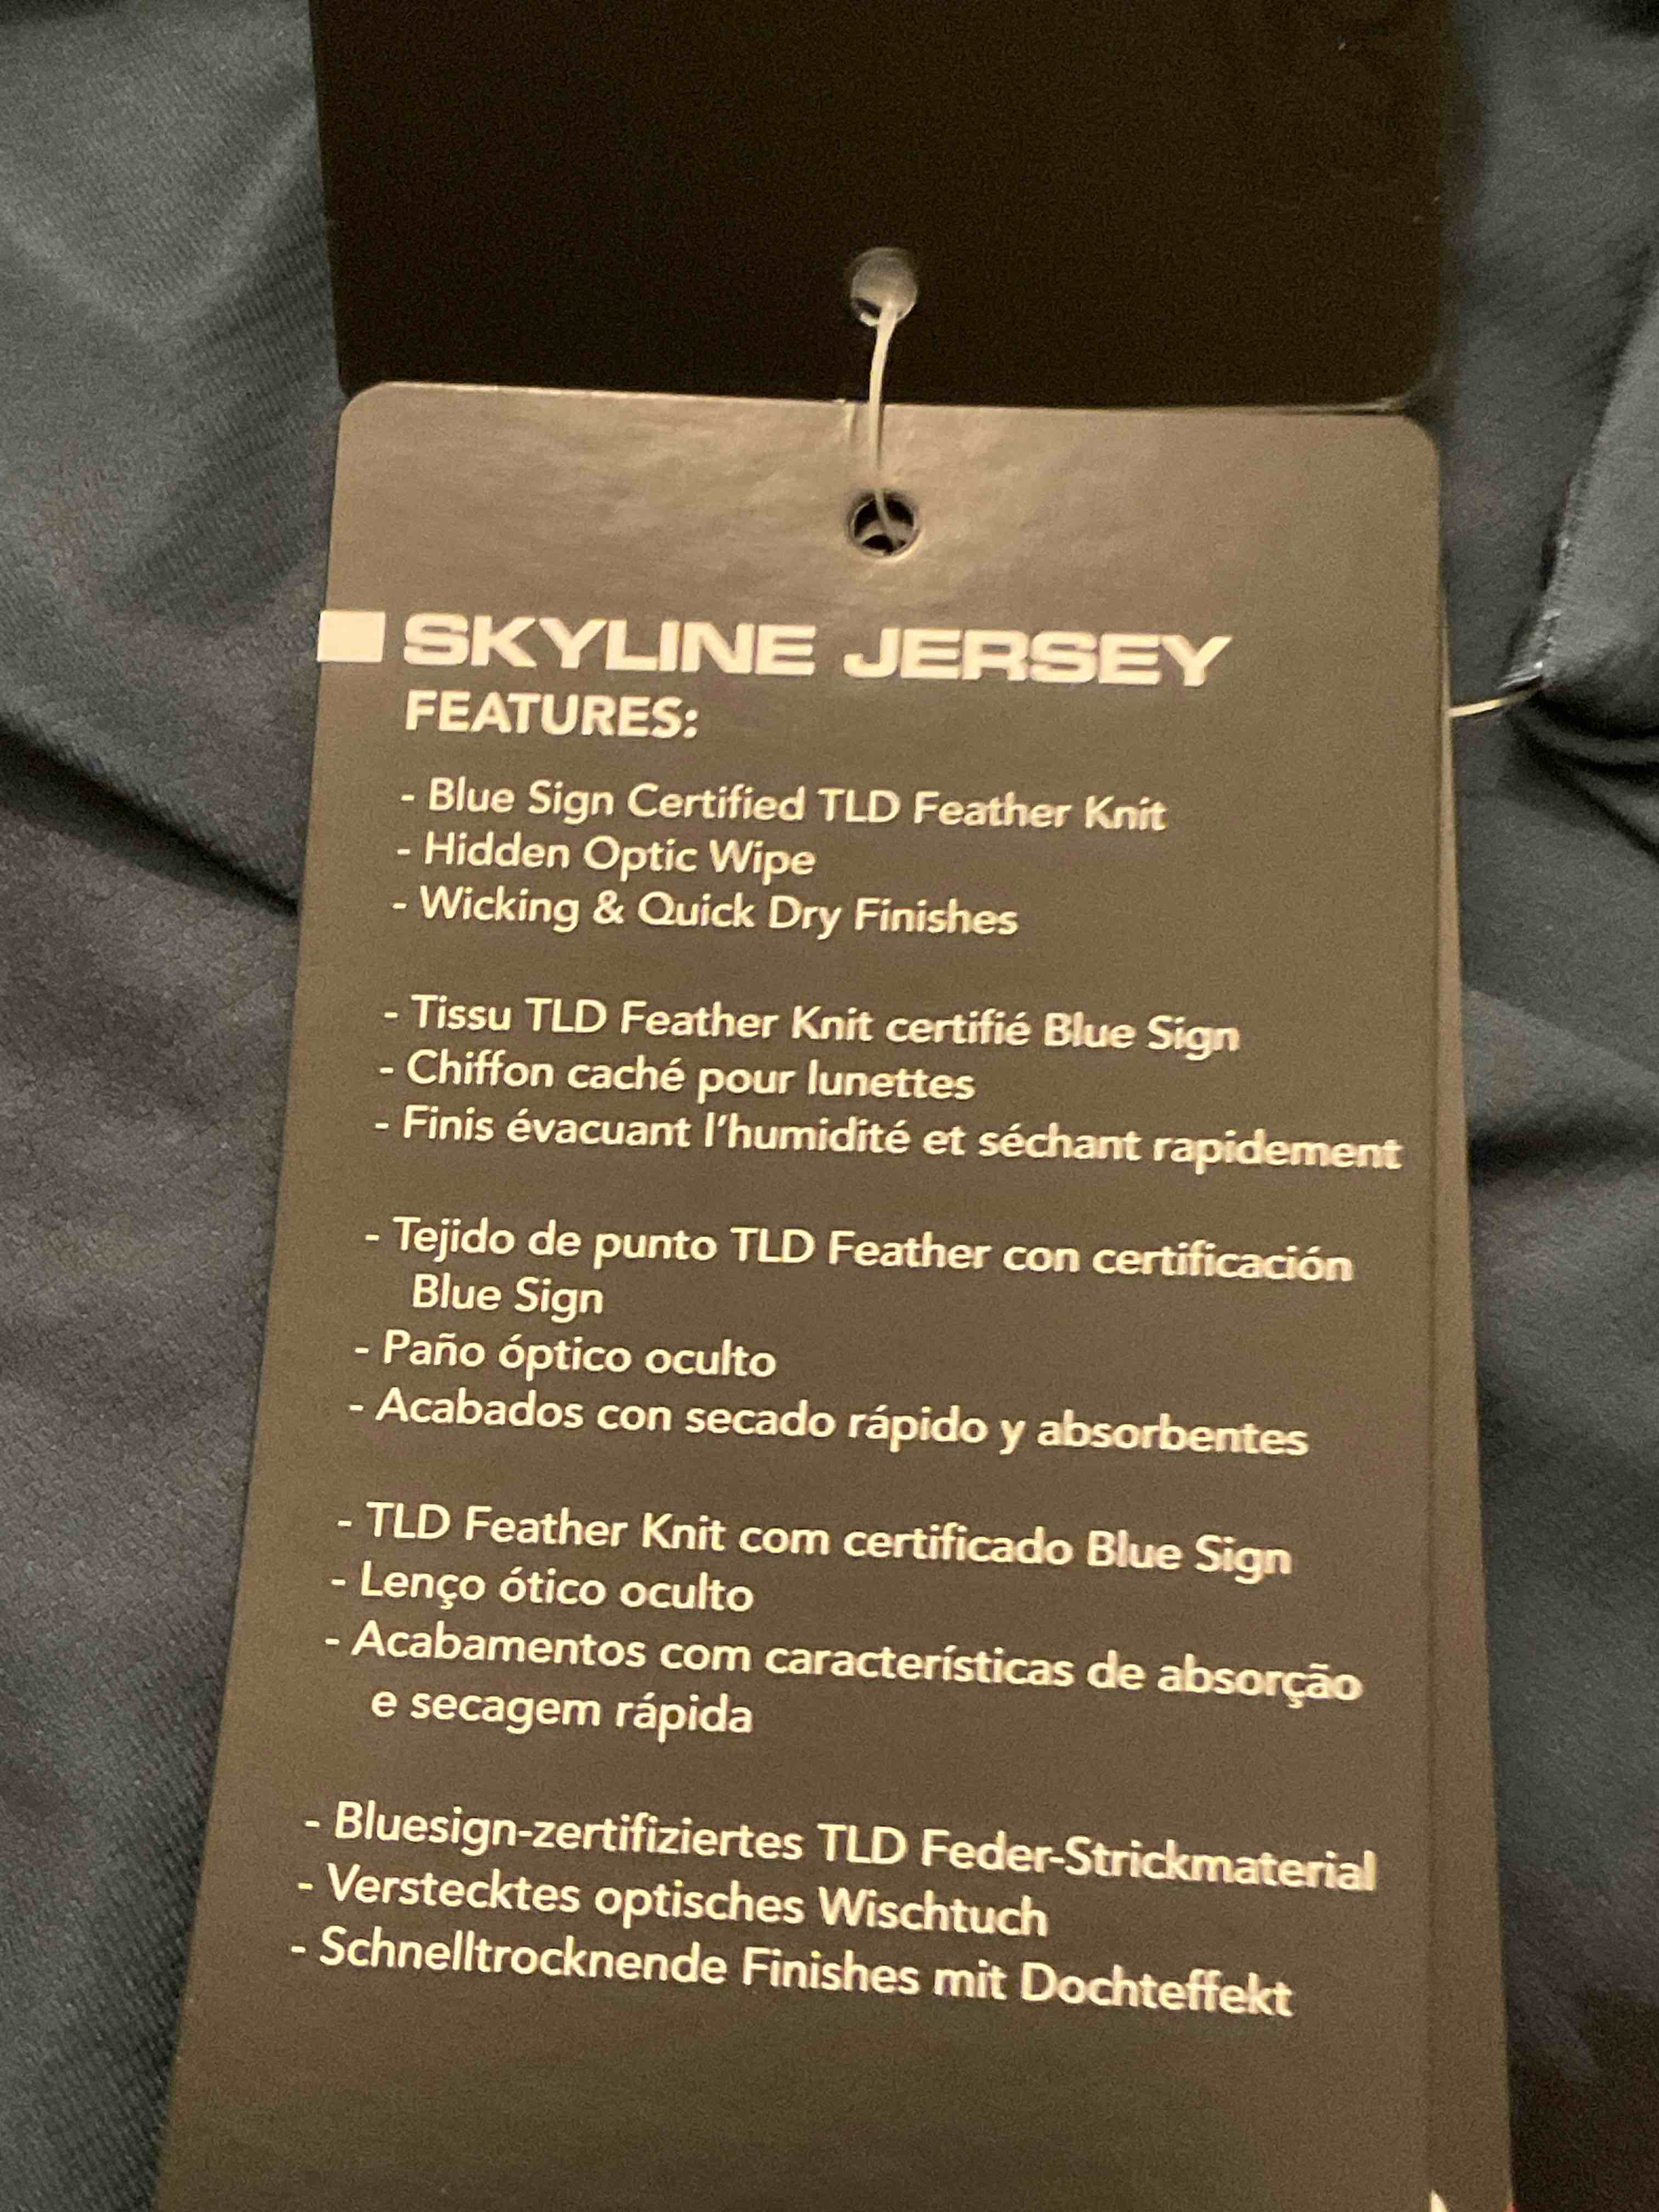 SKYLINE JERSEY
FEATURES:
- Blue Sign Certified TLD Feather Knit
- Hidden Optic Wipe
- Wicking & Quick Dry Finishes
- Tissu TLD Feather Knit certifié Blue Sign
- Chiffon caché pour lunettes
- Finis évacuant l'humidité et séchant rapidement
- Tejido de punto TLD Feather con certificación
Blue Sign
- Paño óptico oculto
- Acabados con secado rápido y absorbentes
- TLD Feather Knit com certificado Blue Sign
- Lenço ótico oculto
- Acabamentos com características de absorção
e secagem rápida
- Bluesign-zertifiziertes TLD Feder-Strickmaterial
- Verstecktes optisches Wischtuch
- Schnelltrocknende Finishes mit Dochteffekt